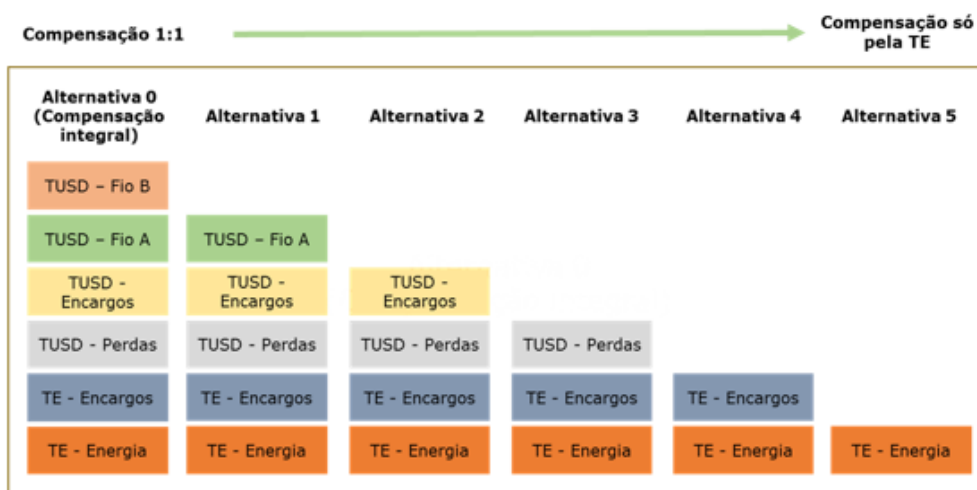 Compensação 1:1
Compensação só
pela TE
Alternativa 0
(Compensação
integral)
Alternativa 1
Alternativa 2
Alternativa 3
Alternativa 4
Alternativa 5
TUSD – Fio B
TUSD – Fio A
TUSD – Fio A
TUSD -
Encargos
TUSD -
Encargos
TUSD -
Encargos
TUSD - Perdas
TUSD - Perdas
TUSD - Perdas
TUSD - Perdas
TE - Encargos
TE - Encargos
TE - Encargos
TE - Encargos
TE - Encargos
TE - Energia
TE - Energia
TE - Energia
TE - Energia
TE - Energia
TE - Energia